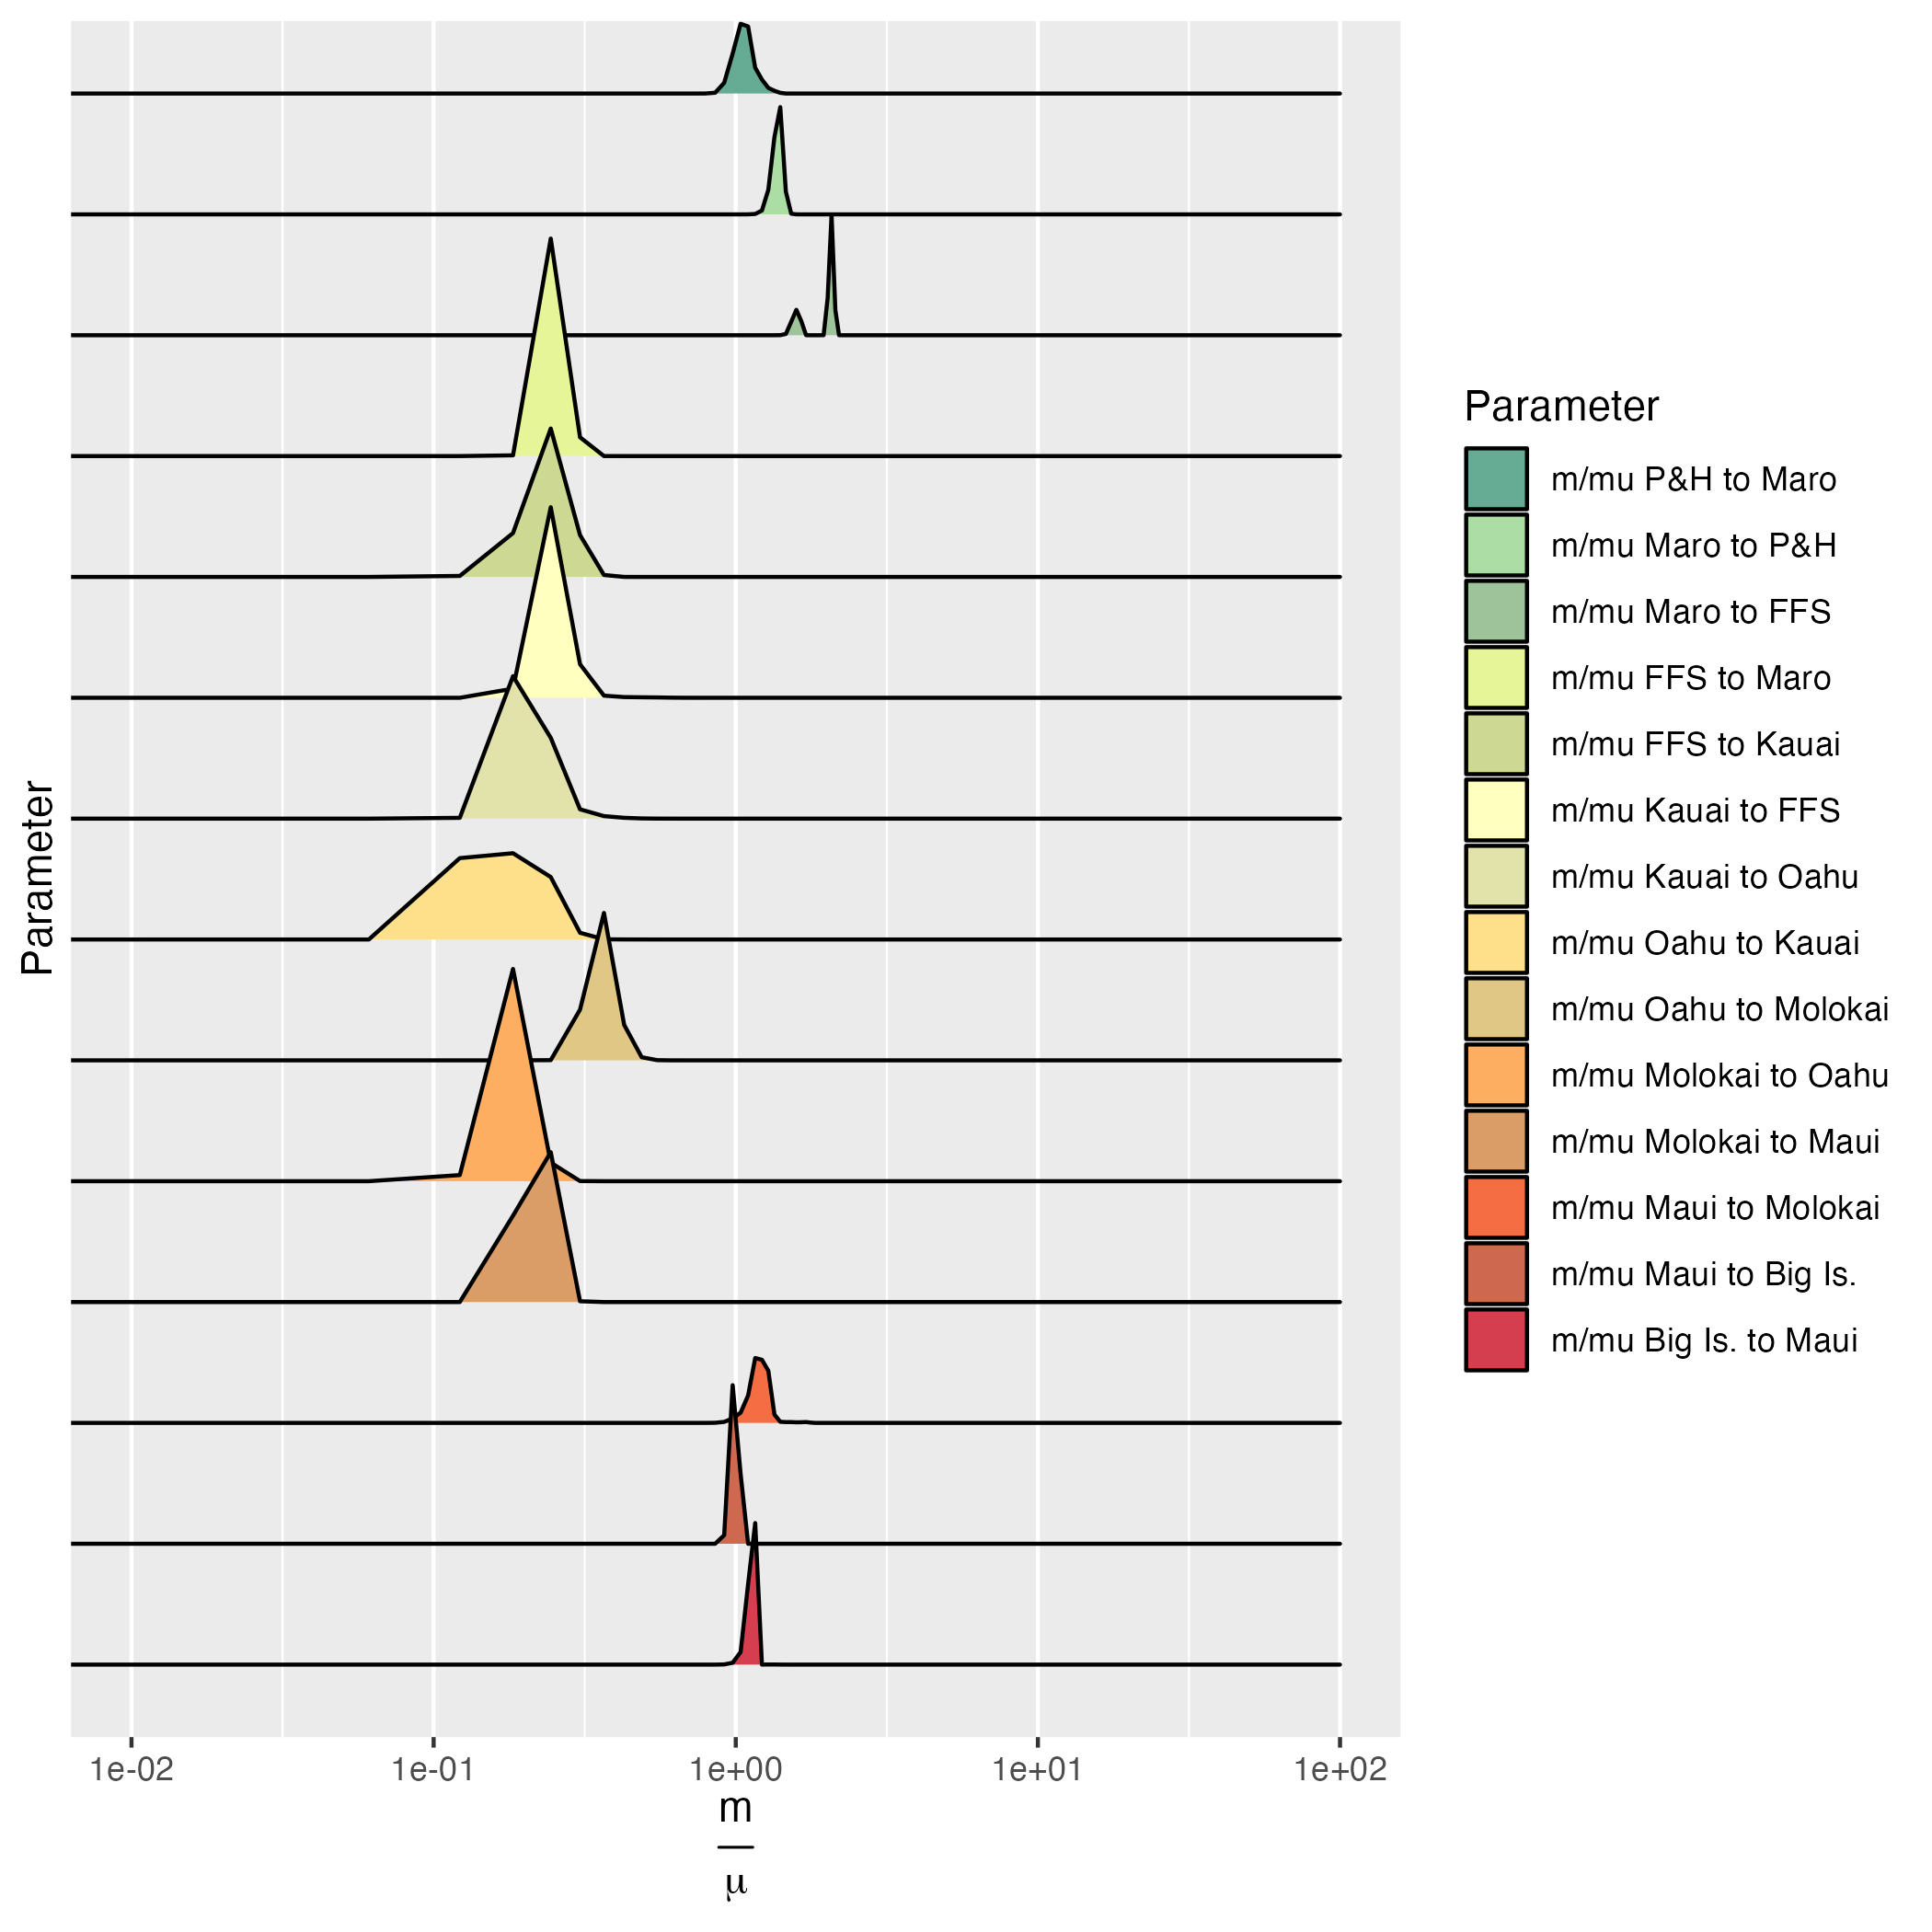 Parameter
1e-02
1e-01
1e+00
1e+01
1e+02
m
μ
Parameter
m/mu P&H to Maro
m/mu Maro to P&H
m/mu Maro to FFS
m/mu FFS to Maro
m/mu FFS to Kauai
m/mu Kauai to FFS
m/mu Kauai to Oahu
m/mu Oahu to Kauai
m/mu Oahu to Molokai
m/mu Molokai to Oahu
m/mu Molokai to Maui
m/mu Maui to Molokai
m/mu Maui to Big Is.
m/mu Big Is. to Maui